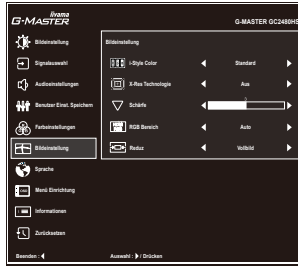 iiyama
G-MASTER
G-MASTER GC2480HS
Bildeinstellung
Signalauswahl
Audioeinstellungen
Benutzer Einst. Speichern
Farbeinstellungen
Bildeinstellung
Sprache
Menü Einrichtung
Informationen
Zurücksetzen
Bildeinstellung
i-Style Color Standard
X-Res Technologie Aus
Schärfe
RGB Bereich Auto
Reduz Vollbild
Beenden : Auswahl : / Drücken